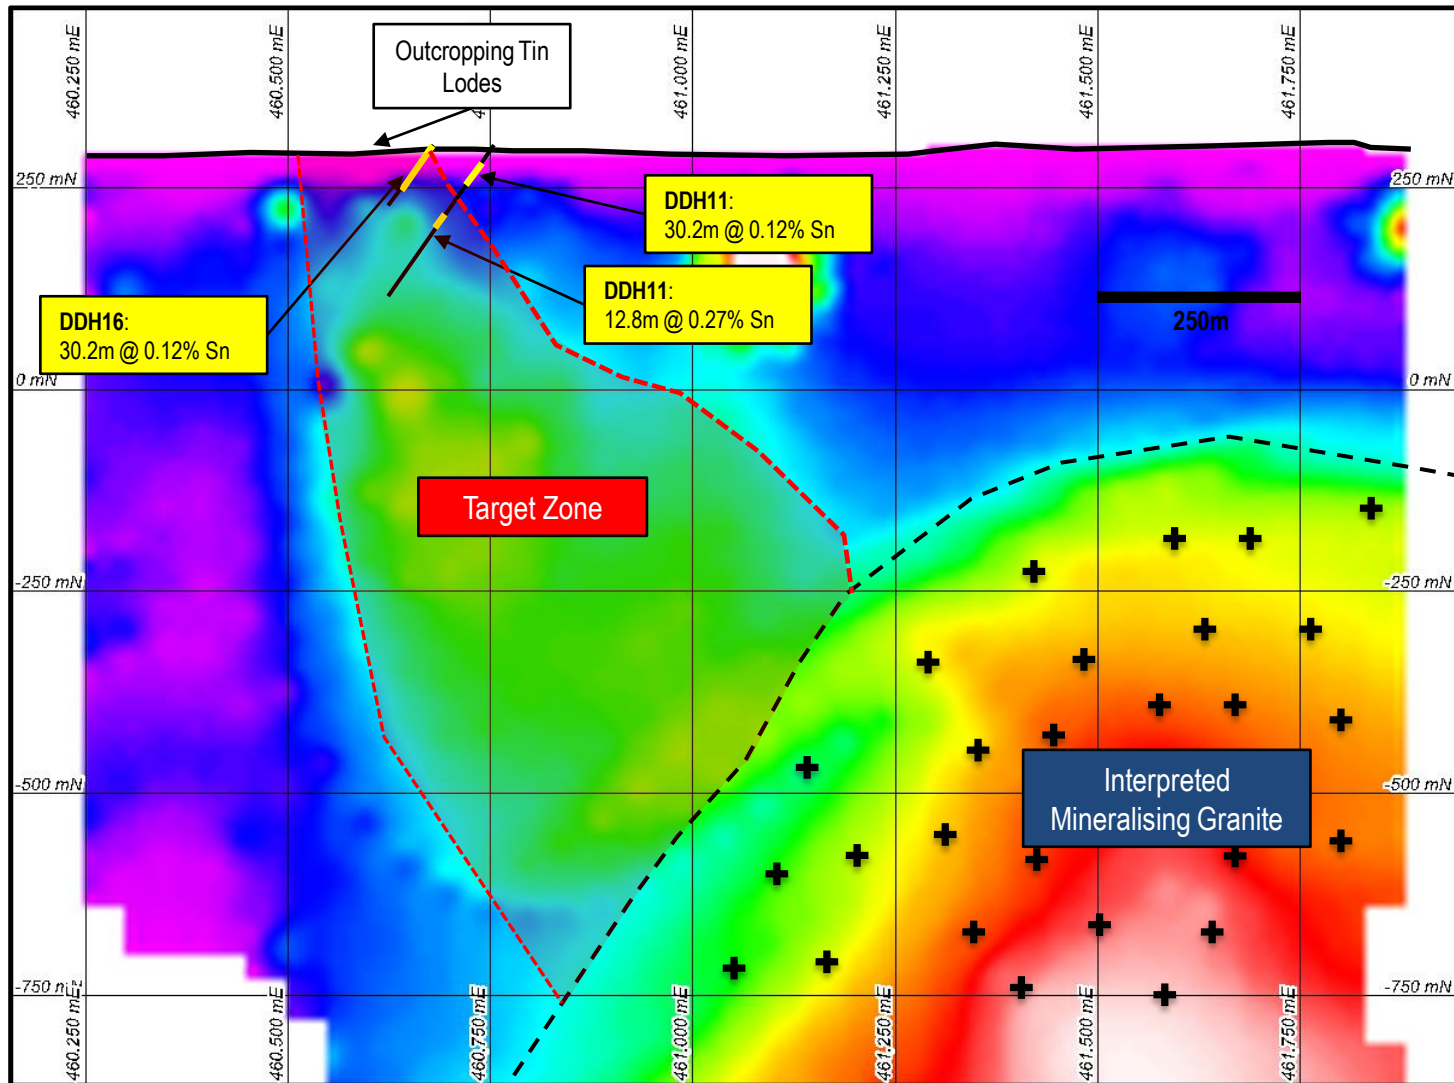 460.250 mE
460.500 mE
461.000 mE
461.250 mE
461.500 mE
461.750 mE
Outcropping Tin
Lodes
250 mN
250 mN
DDH11:
30.2m @ 0.12% Sn
DDH11:
12.8m @ 0.27% Sn
DDH16:
30.2m @ 0.12% Sn
250m
0 mN
0 mN
Target Zone
-250 mN
-250 mN
Interpreted
Mineralising Granite
-500 mN
-500 mN
-750 mN
-750 mN
460.250 mE
460.500 mE
460.750 mE
461.000 mE
461.250 mE
461.500 mE
461.750 mE